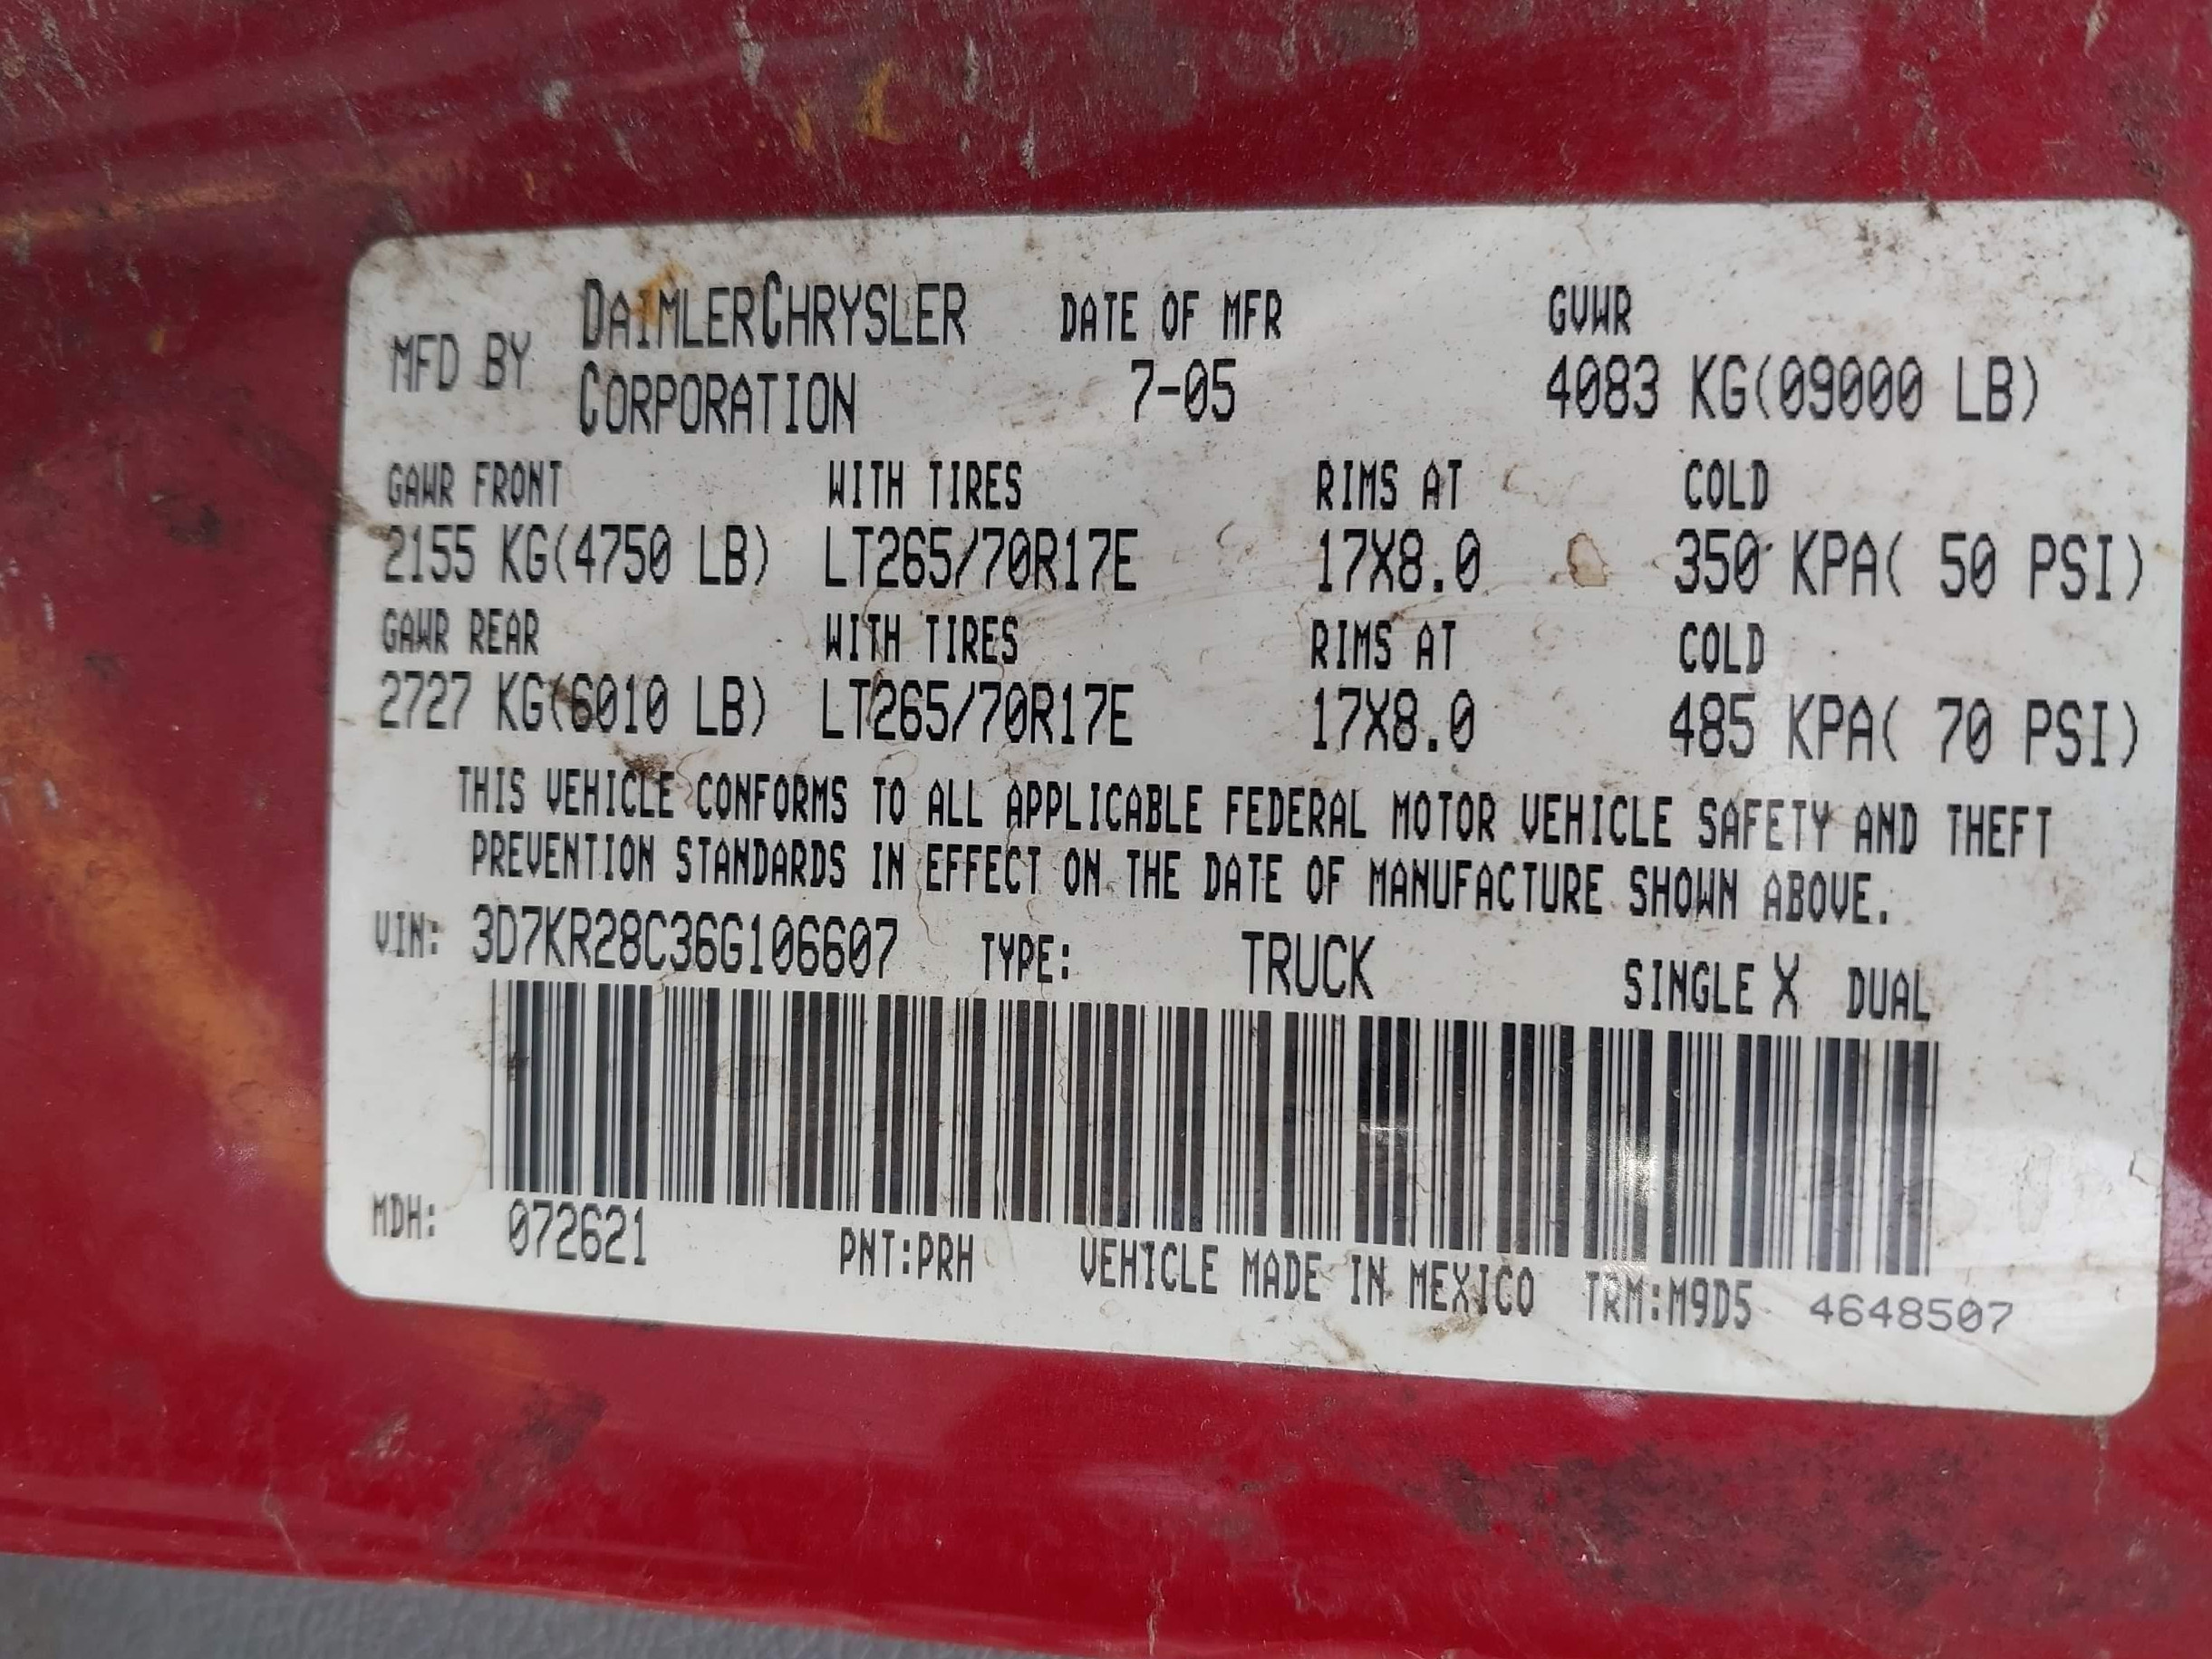 MFD BY DAIMLERCHRYSLER CORPORATION
DATE OF MFR 7-05
GVWR 4083 KG(09000 LB)
GAWR FRONT WITH TIRES RIMS AT COLD
2155 KG(4750 LB) LT265/70R17E 17X8.0 350 KPA( 50 PSI)
GAWR REAR WITH TIRES RIMS AT COLD
2727 KG(6010 LB) LT265/70R17E 17X8.0 485 KPA( 70 PSI)
THIS VEHICLE CONFORMS TO ALL APPLICABLE FEDERAL MOTOR VEHICLE SAFETY AND THEFT
PREVENTION STANDARDS IN EFFECT ON THE DATE OF MANUFACTURE SHOWN ABOVE.
VIN: 3D7KR28C36G106607 TYPE: TRUCK SINGLE X DUAL
MDH: 072621 PNT:PRH VEHICLE MADE IN MEXICO TRM:M9D5 4648507